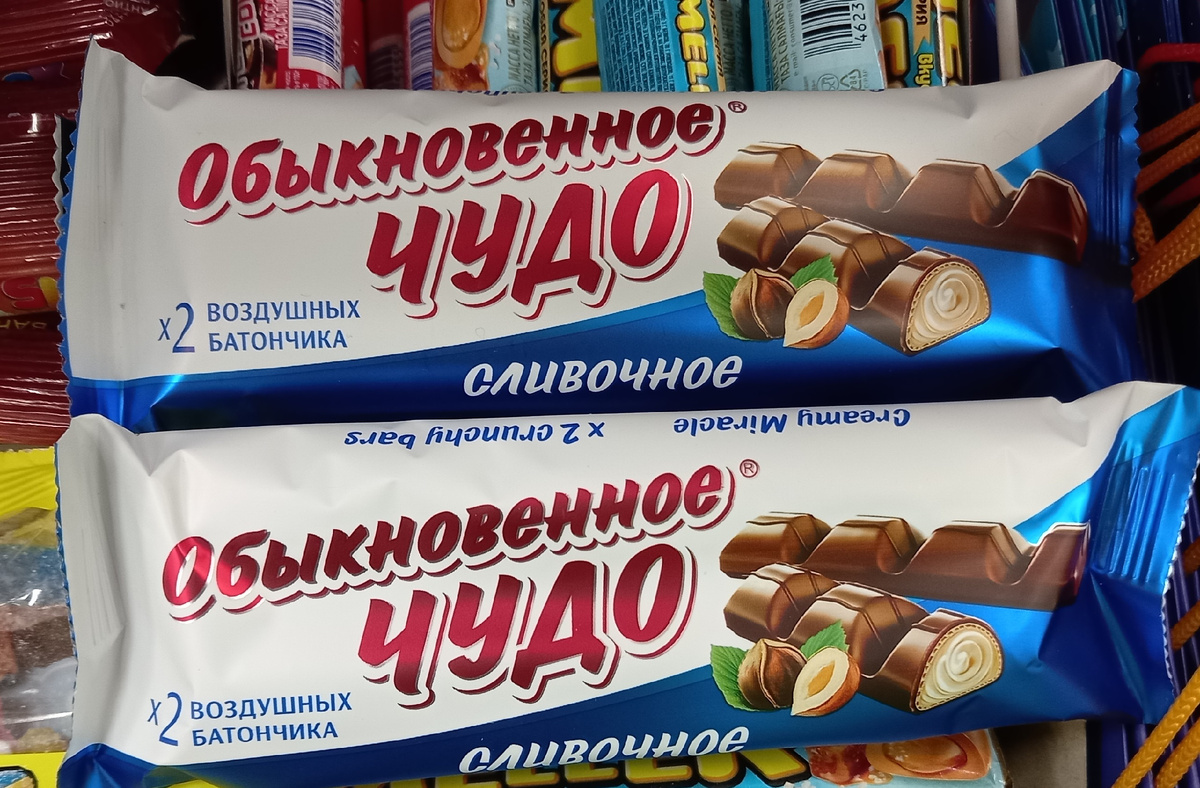 Обыкновенное®
ЧУДО
x2 ВОЗДУШНЫХ
БАТОНЧИКА
сливочное
Creamy Miracle x 2 crunchy bars
Обыкновенное®
ЧУДО
x2 ВОЗДУШНЫХ
БАТОНЧИКА
сливочное